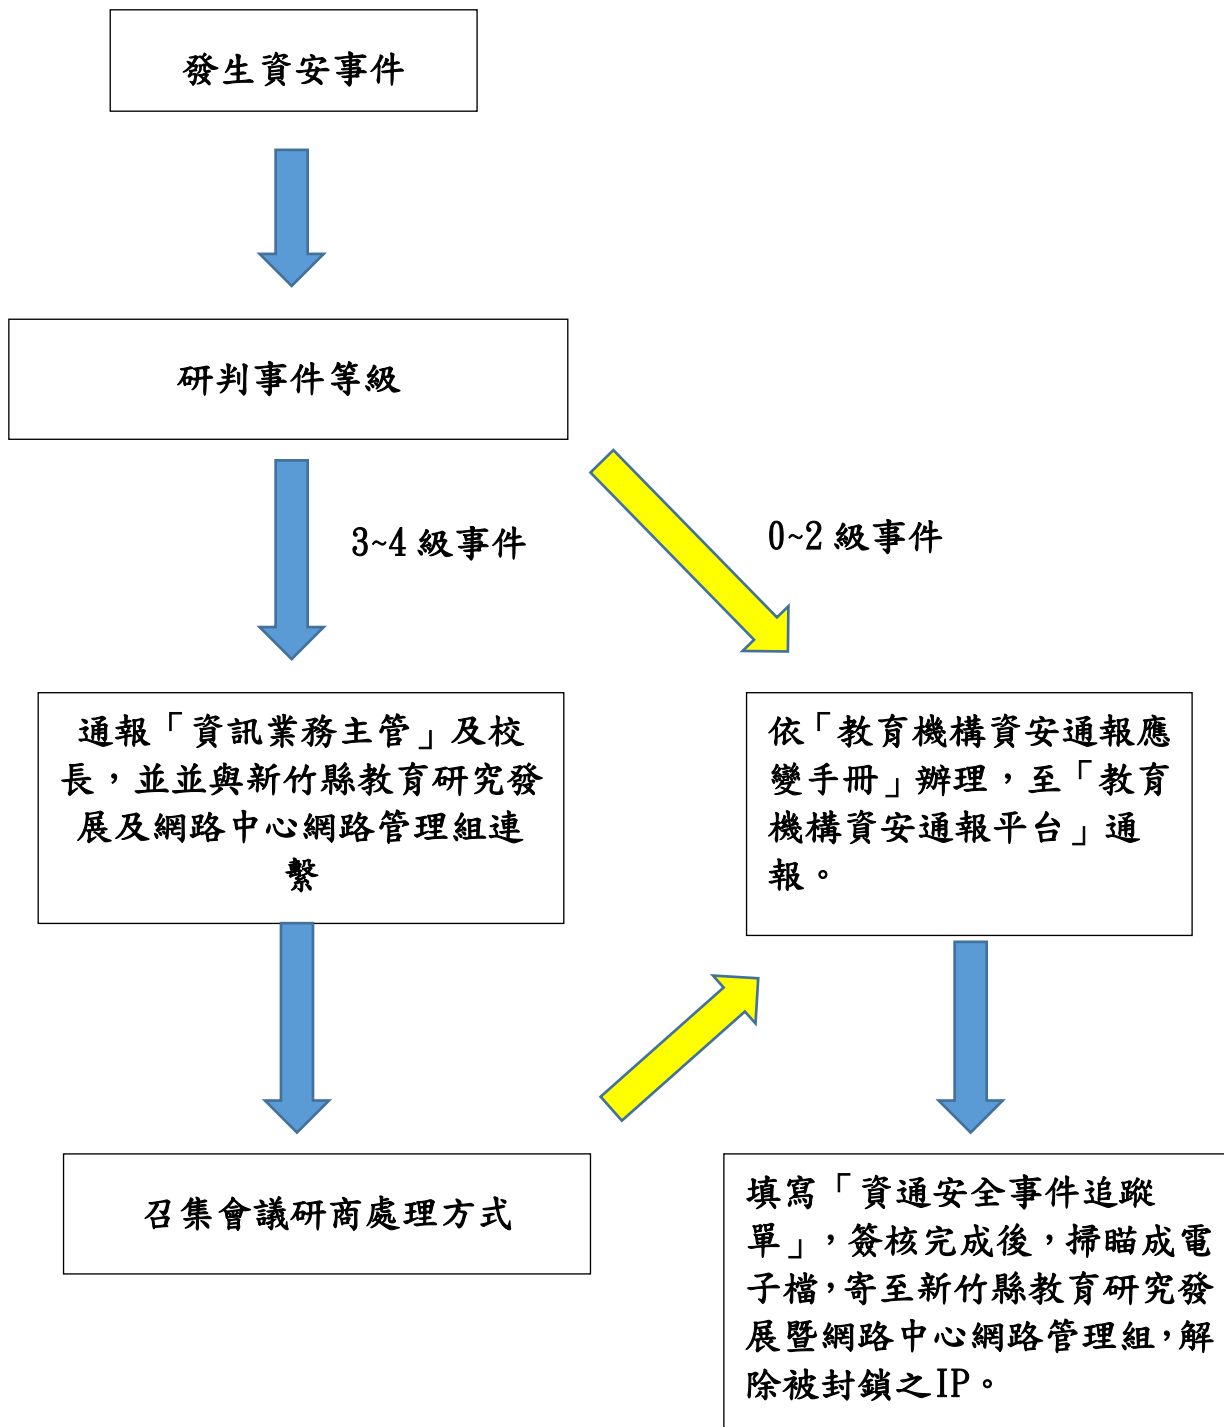 發生資安事件
研判事件等級
3~4 級事件
0~2 級事件
通報「資訊業務主管」及校
長，並並與新竹縣教育研究發
展及網路中心網路管理組連
繫
依「教育機構資安通報應
變手冊」辦理，至「教育
機構資安通報平台」通
報。
召集會議研商處理方式
填寫「資通安全事件追蹤
單」，簽核完成後，掃瞄成電
子檔，寄至新竹縣教育研究發
展暨網路中心網路管理組，解
除被封鎖之IP。